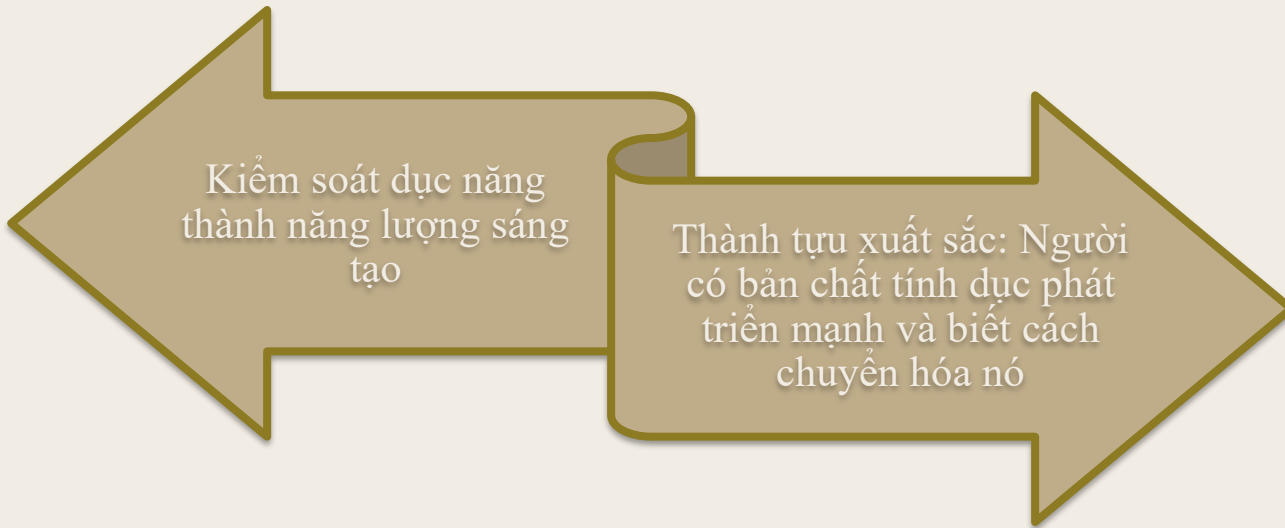 Kiểm soát dục năng
thành năng lượng sáng
tạo
Thành tựu xuất sắc: Người
có bản chất tính dục phát
triển mạnh và biết cách
chuyển hóa nó